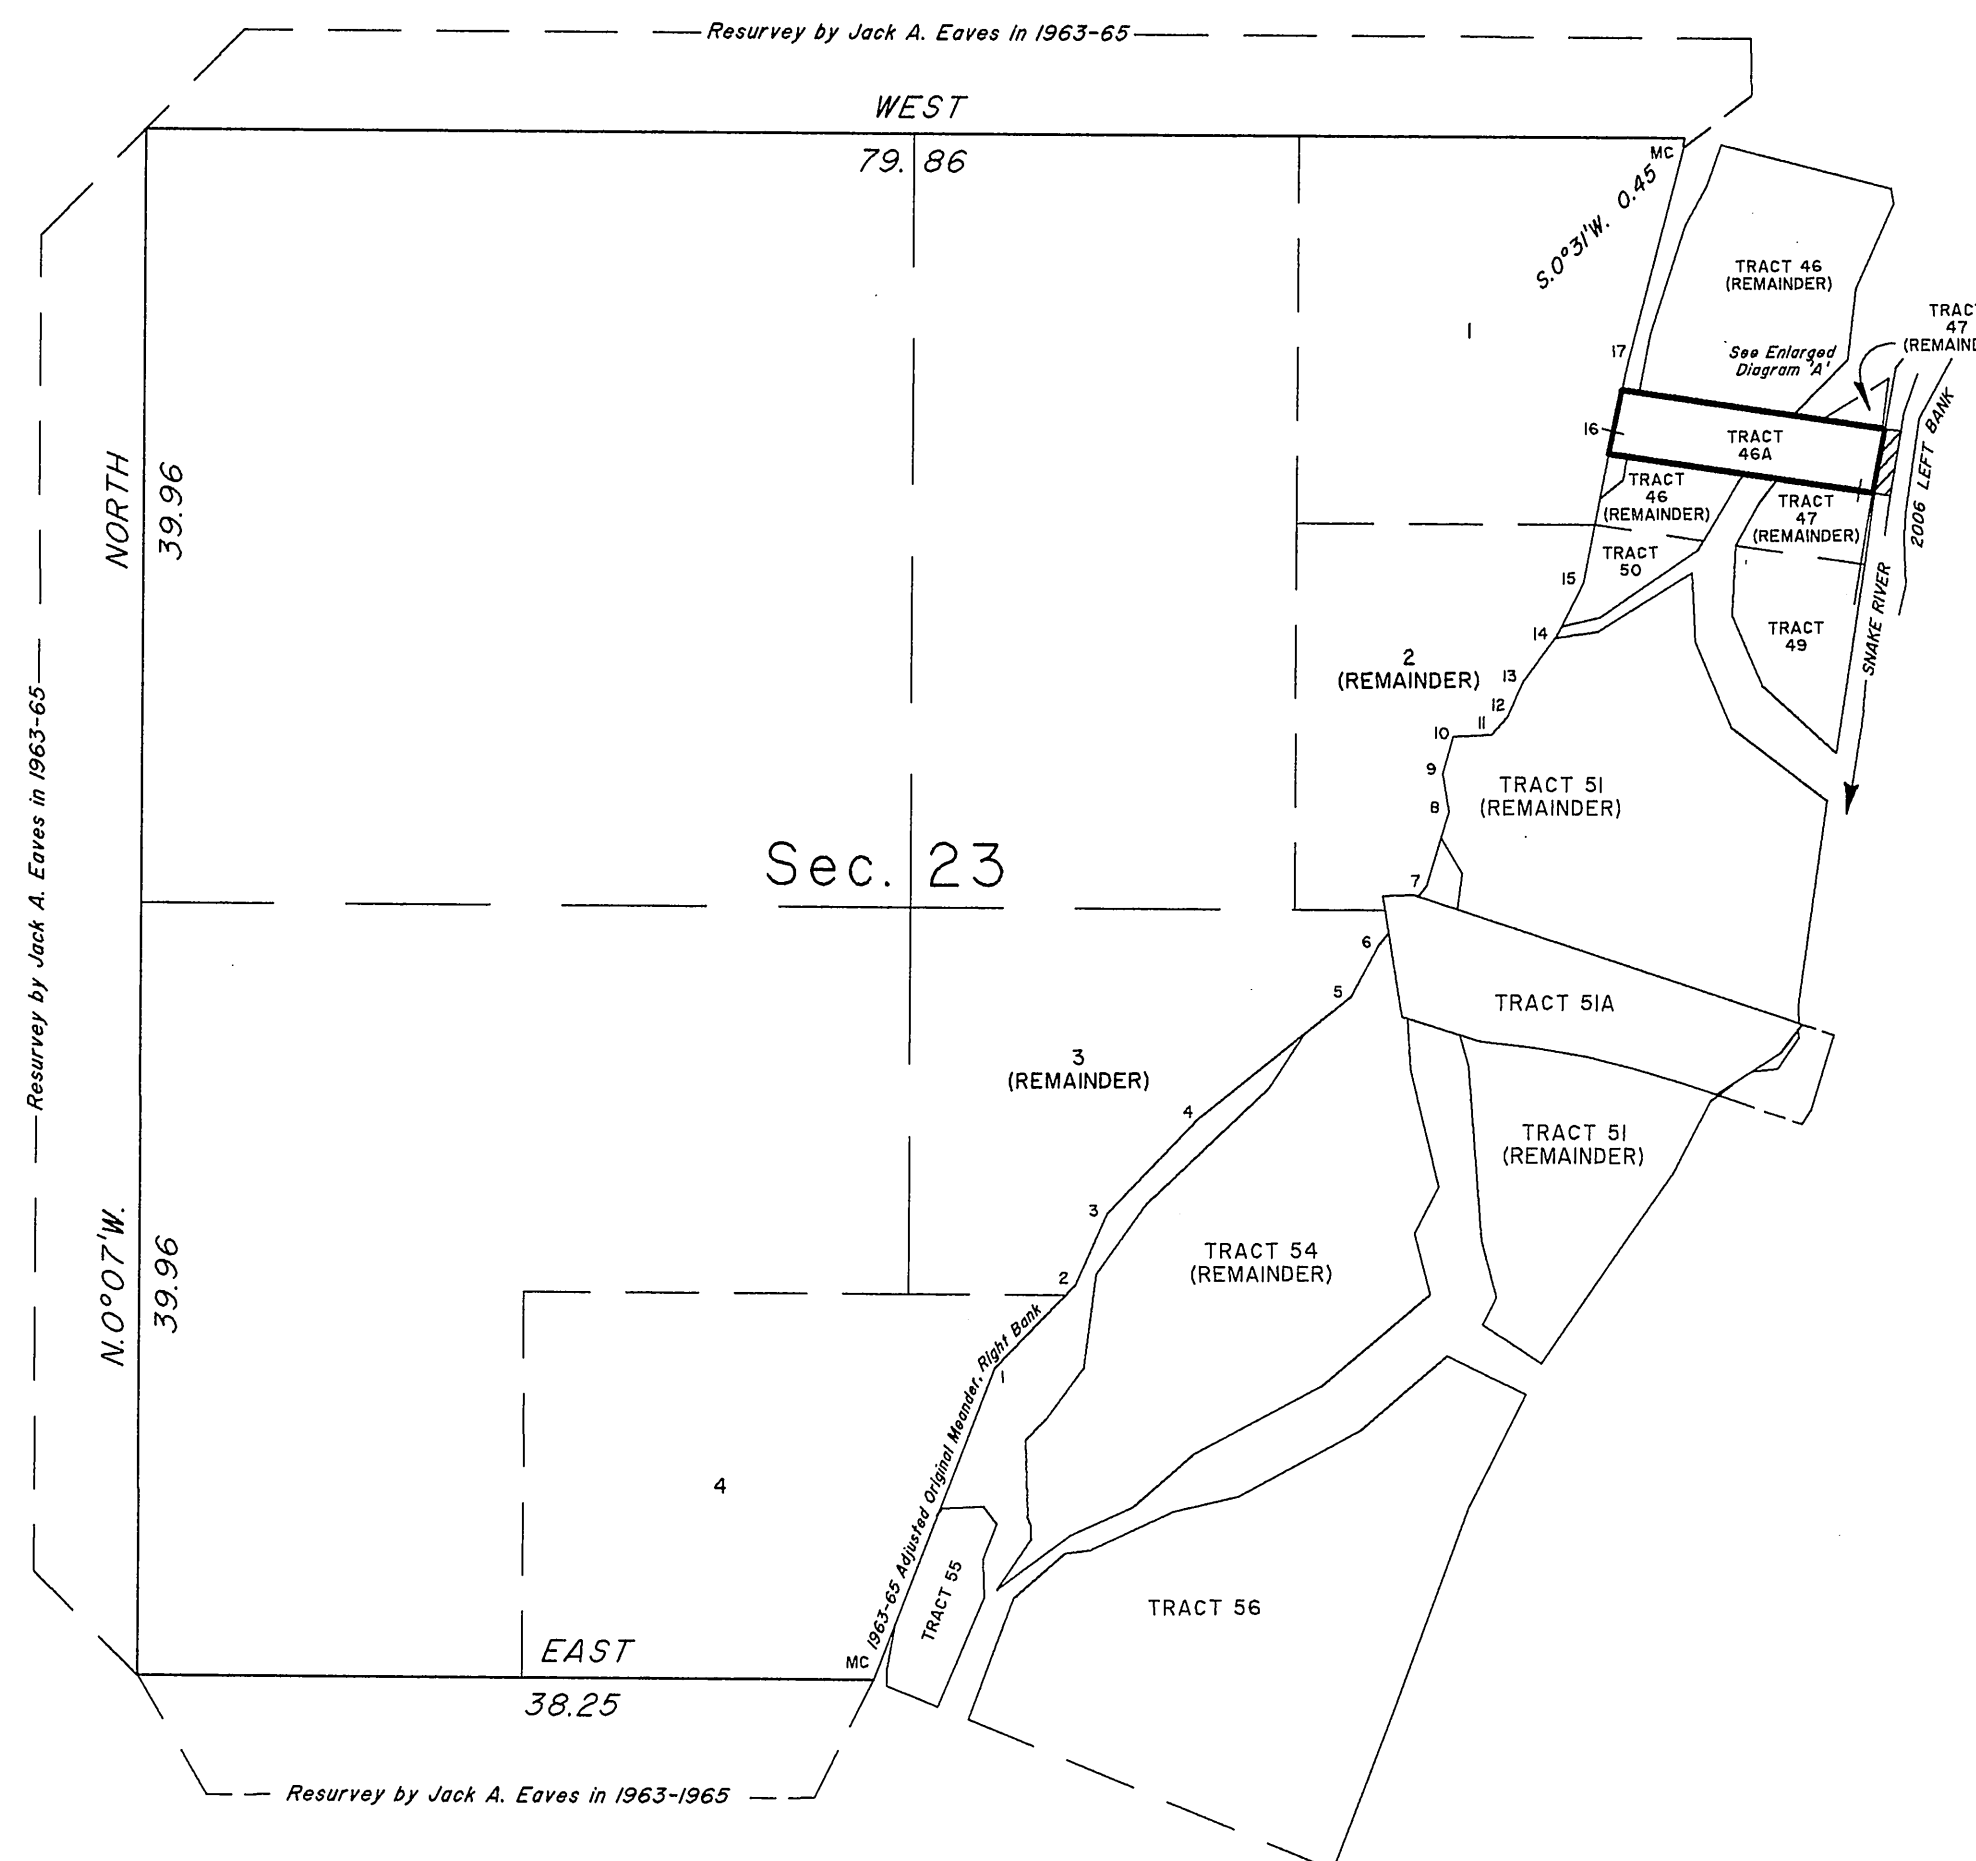 Resurvey by Jack A. Eaves in 1963-65
WEST
79.86
MC
S.0°31'W. 0.45
TRACT 46
(REMAINDER)
1
17
See Enlarged
Diagram 'A'
47
16
TRACT
46A
2006 LEFT BANK
NORTH
39.96
TRACT
46
(REMAINDER)
TRACT
47
(REMAINDER)
TRACT
50
15
SNAKE RIVER
14
TRACT
49
2
(REMAINDER)
13
12
11
10
9
8
TRACT 51
(REMAINDER)
Resurvey by Jack A. Eaves in 1963-65
Sec. 23
7
6
5
TRACT 51A
3
(REMAINDER)
4
TRACT 51
(REMAINDER)
3
N.0°07'W.
39.96
TRACT 54
(REMAINDER)
2
1
1963-65 Adjusted Original Meander, Right Bank
4
TRACT 55
TRACT 56
EAST
MC
38.25
Resurvey by Jack A. Eaves in 1963-1965